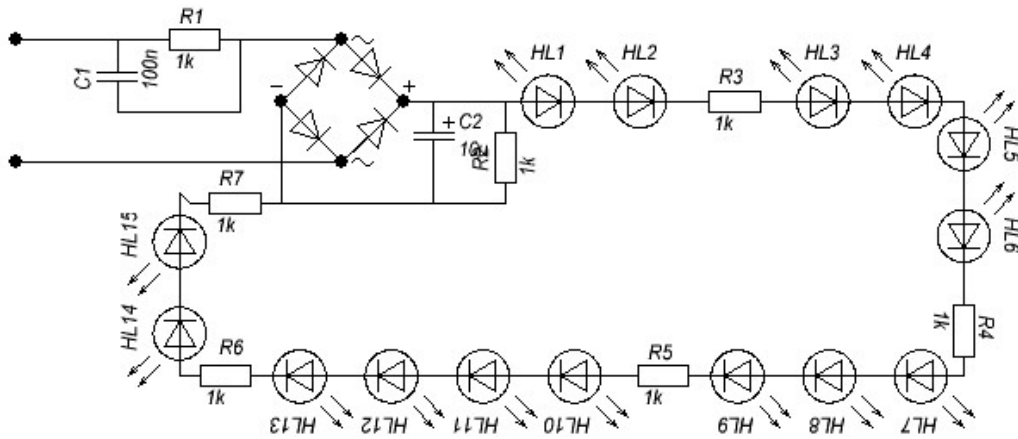 R1
1k
C1
100n
~
–
+
~
+ C2
10u
R2
1k
HL1
HL2
R3
1k
HL3
HL4
HL5
HL6
R4
1k
R7
1k
HL15
HL14
R6
1k
HL13
HL12
HL11
HL10
R5
1k
HL9
HL8
HL7